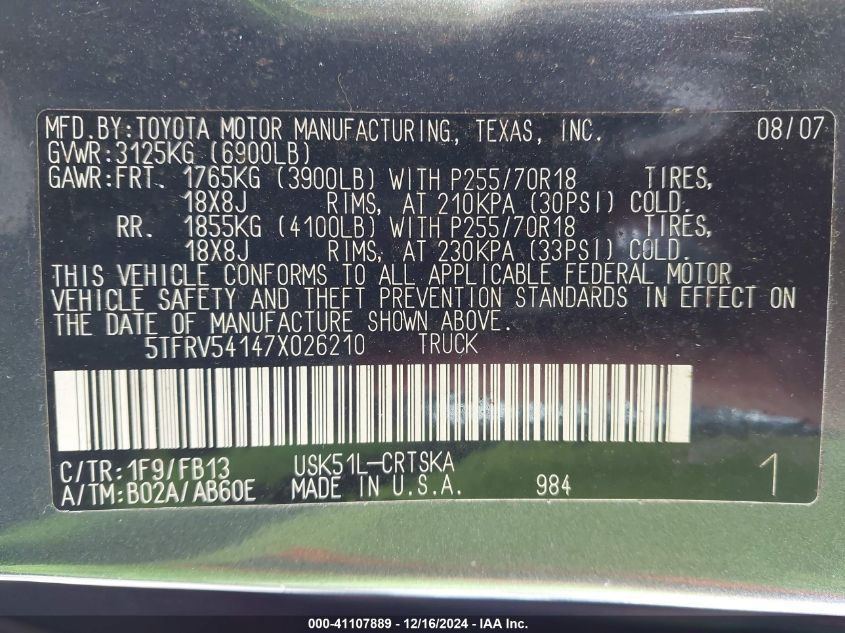 MFD.BY:TOYOTA MOTOR MANUFACTURING, TEXAS, INC. 08/07
GVWR:3125KG (6900LB)
GAWR:FRT. 1765KG (3900LB) WITH P255/70R18 TIRES,
18X8J RIMS, AT 210KPA (30PSI) COLD.
RR. 1855KG (4100LB) WITH P255/70R18 TIRES,
18X8J RIMS, AT 230KPA (33PSI) COLD.
THIS VEHICLE CONFORMS TO ALL APPLICABLE FEDERAL MOTOR
VEHICLE SAFETY AND THEFT PREVENTION STANDARDS IN EFFECT ON
THE DATE OF MANUFACTURE SHOWN ABOVE.
5TFRV54147X026210 TRUCK
C/TR:1F9/FB13 USK51L-CRTSKA
A/TM:B02A/AB60E MADE IN U.S.A. 984 1
000-41107889 - 12/16/2024 - IAA Inc.